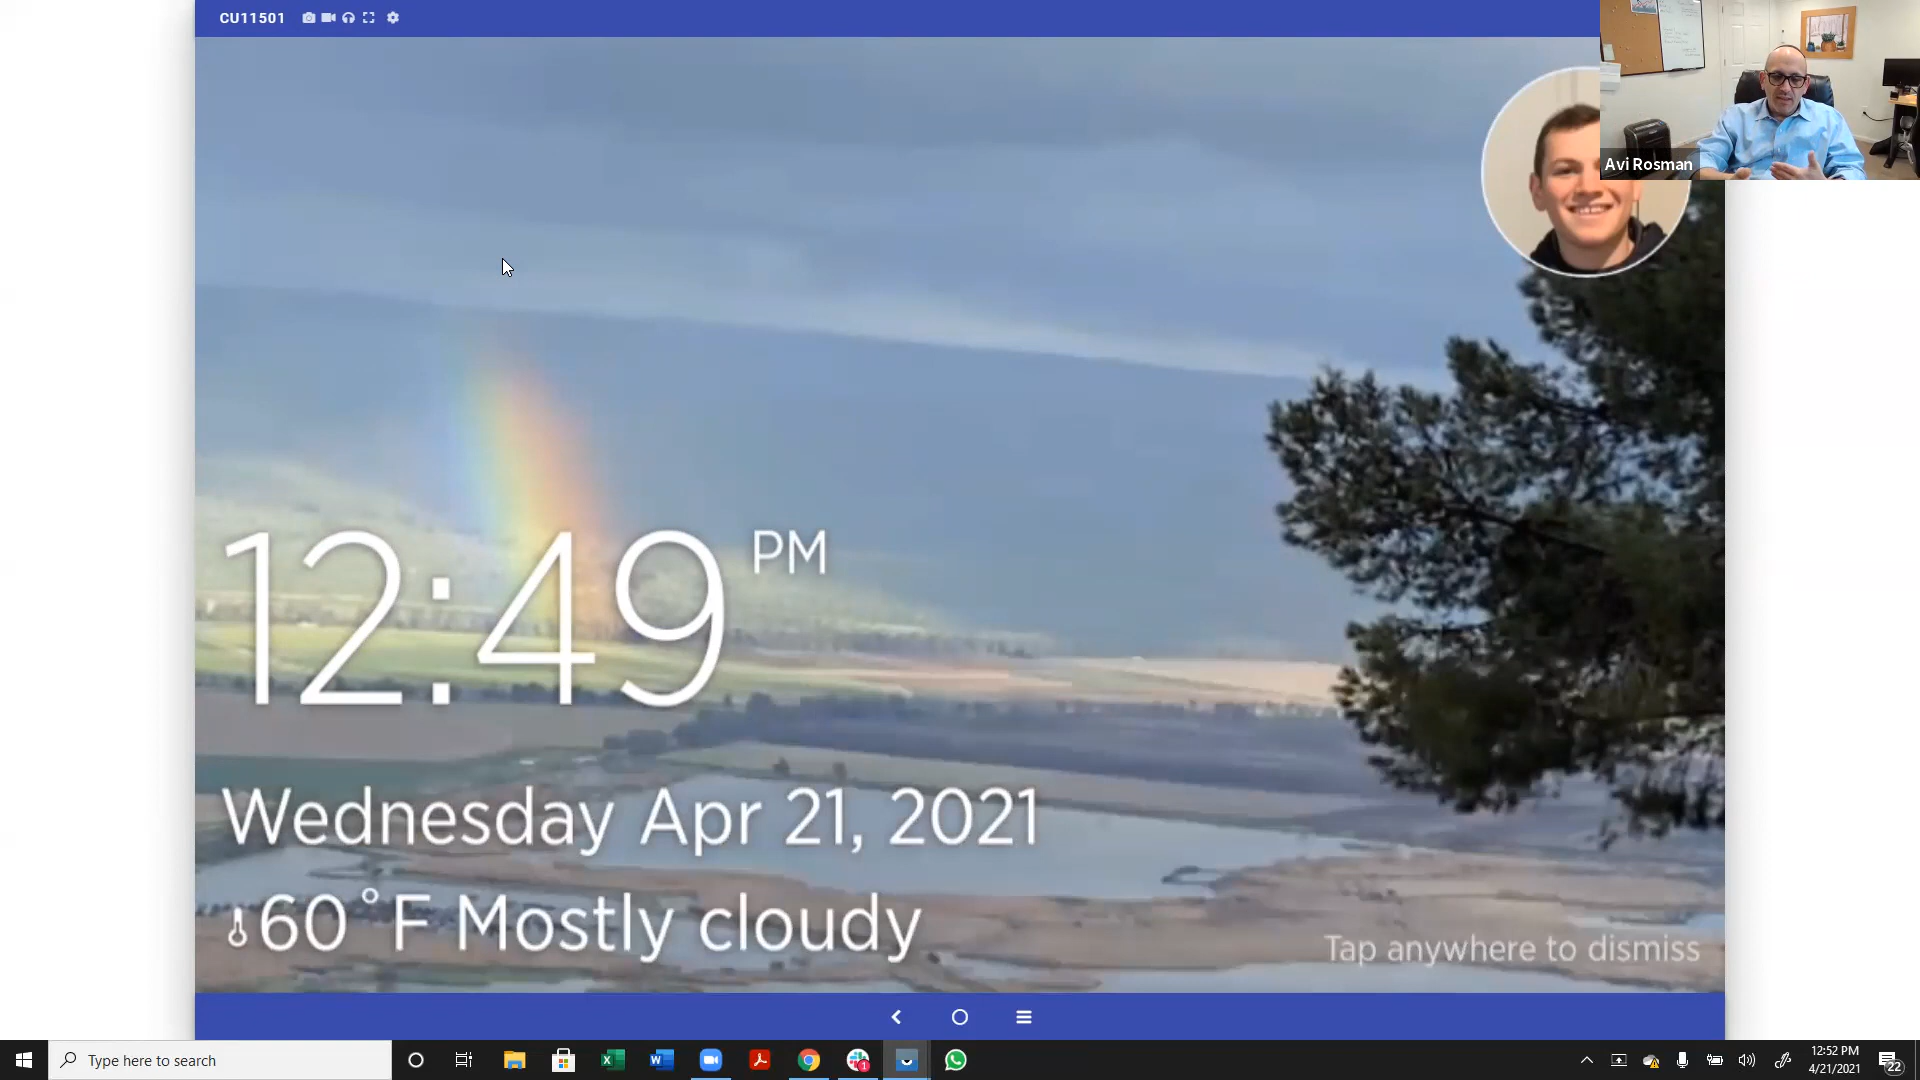 CU11501
Avi Rosman
12:49 PM
Wednesday Apr 21, 2021
60°F Mostly cloudy
Tap anywhere to dismiss
Type here to search
1
12:52 PM
4/21/2021
22